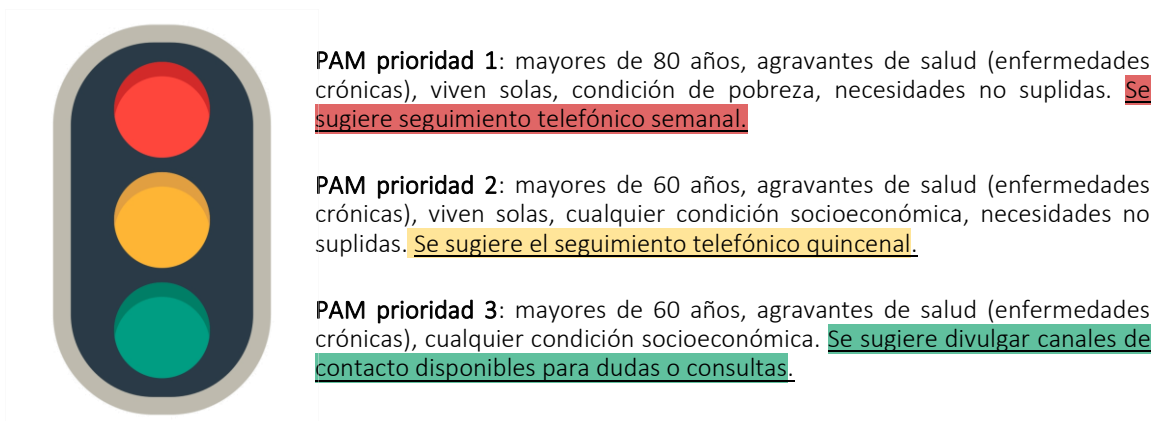 PAM prioridad 1: mayores de 80 años, agravantes de salud (enfermedades
crónicas), viven solas, condición de pobreza, necesidades no suplidas. Se
sugiere seguimiento telefónico semanal.
PAM prioridad 2: mayores de 60 años, agravantes de salud (enfermedades
crónicas), viven solas, cualquier condición socioeconómica, necesidades no
suplidas. Se sugiere el seguimiento telefónico quincenal.
PAM prioridad 3: mayores de 60 años, agravantes de salud (enfermedades
crónicas), cualquier condición socioeconómica. Se sugiere divulgar canales de
contacto disponibles para dudas o consultas.